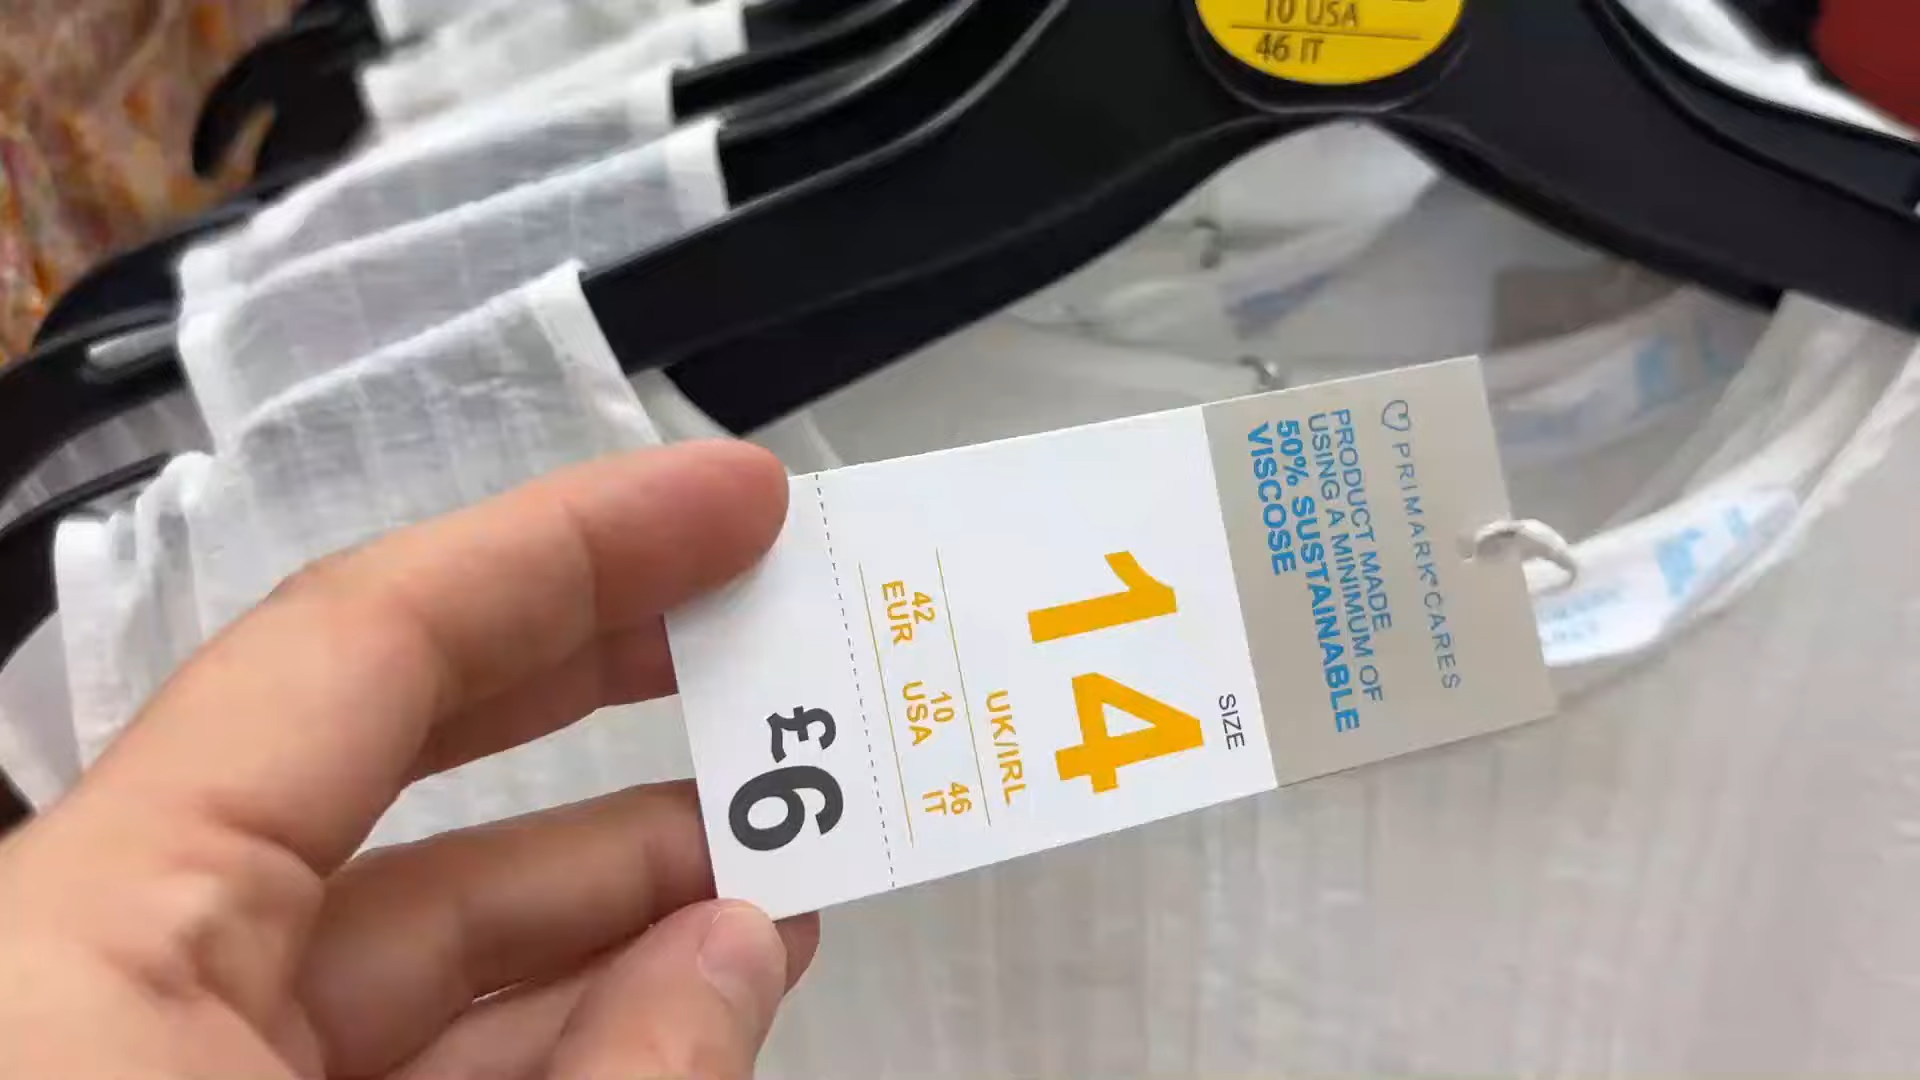 10 USA
46 IT
PRIMARK CARES
PRODUCT MADE
USING A MINIMUM OF
50% SUSTAINABLE
VISCOSE
SIZE
14
UK/IRL
42 10 46
EUR USA IT
£6